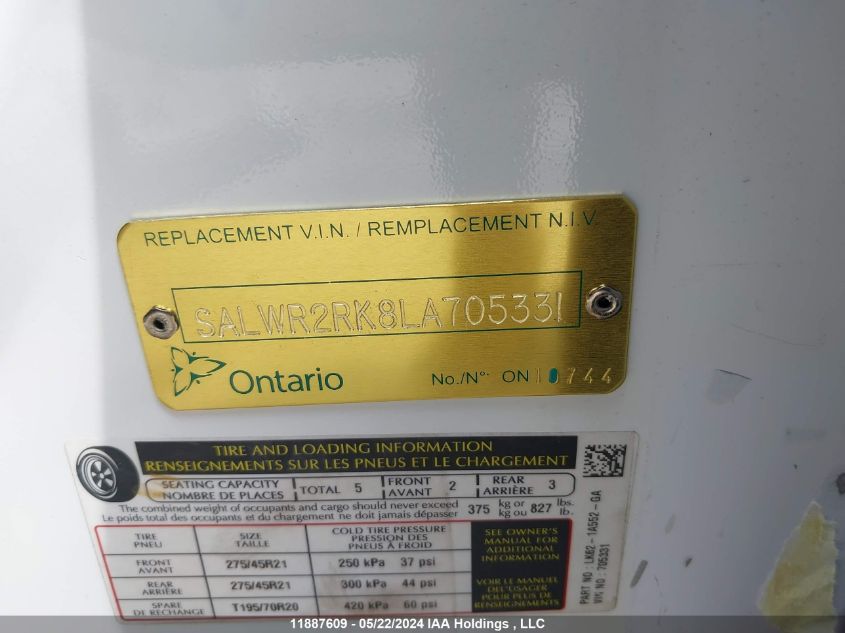 REPLACEMENT V.I.N. / REMPLACEMENT N.I.V.
SALWR2RK8LA705331
Ontario
No./N°· ON 10744
TIRE AND LOADING INFORMATION
RENSEIGNEMENTS SUR LES PNEUS ET LE CHARGEMENT
SEATING CAPACITY
NOMBRE DE PLACES
TOTAL 5
FRONT
AVANT
2
REAR
ARRIÈRE
3
The combined weight of occupants and cargo should never exceed
Le poids total des occupants et du chargement ne doit jamais dépasser
375 kg or kg ou 827 lbs. lb.
TIRE
PNEU
SIZE
TAILLE
COLD TIRE PRESSURE
PRESSION DES
PNEUS À FROID
FRONT
AVANT
275/45R21
250 kPa 37 psi
REAR
ARRIÈRE
275/45R21
300 kPa 44 psi
SPARE
DE RECHANGE
T195/70R20
420 kPa 60 psi
SEE OWNER'S
MANUAL FOR
ADDITIONAL
INFORMATION
VOIR LE MANUEL
DE L'USAGER
POUR PLUS DE
RENSEIGNEMENTS
PART NO : LK62-1A552-GA
VIN NO : 705331
11887609 - 05/22/2024 IAA Holdings , LLC